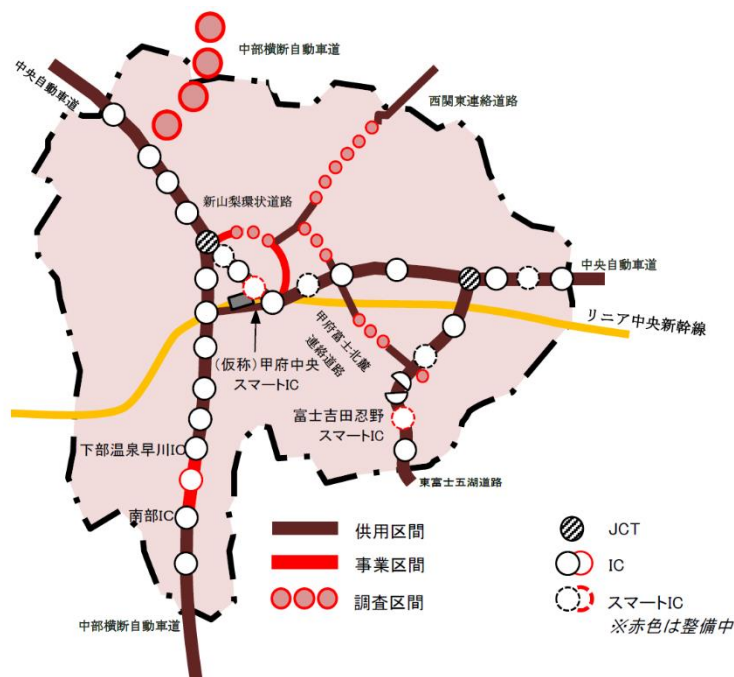 中部横断自動車道
中央自動車道
西関東連絡道路
新山梨環状道路
中央自動車道
リニア中央新幹線
甲府富士北麓
連絡道路
(仮称)甲府中央
スマートIC
富士吉田忍野
スマートIC
下部温泉早川IC
東富士五湖道路
南部IC
供用区間
JCT
事業区間
IC
調査区間
スマートIC
※赤色は整備中
中部横断自動車道